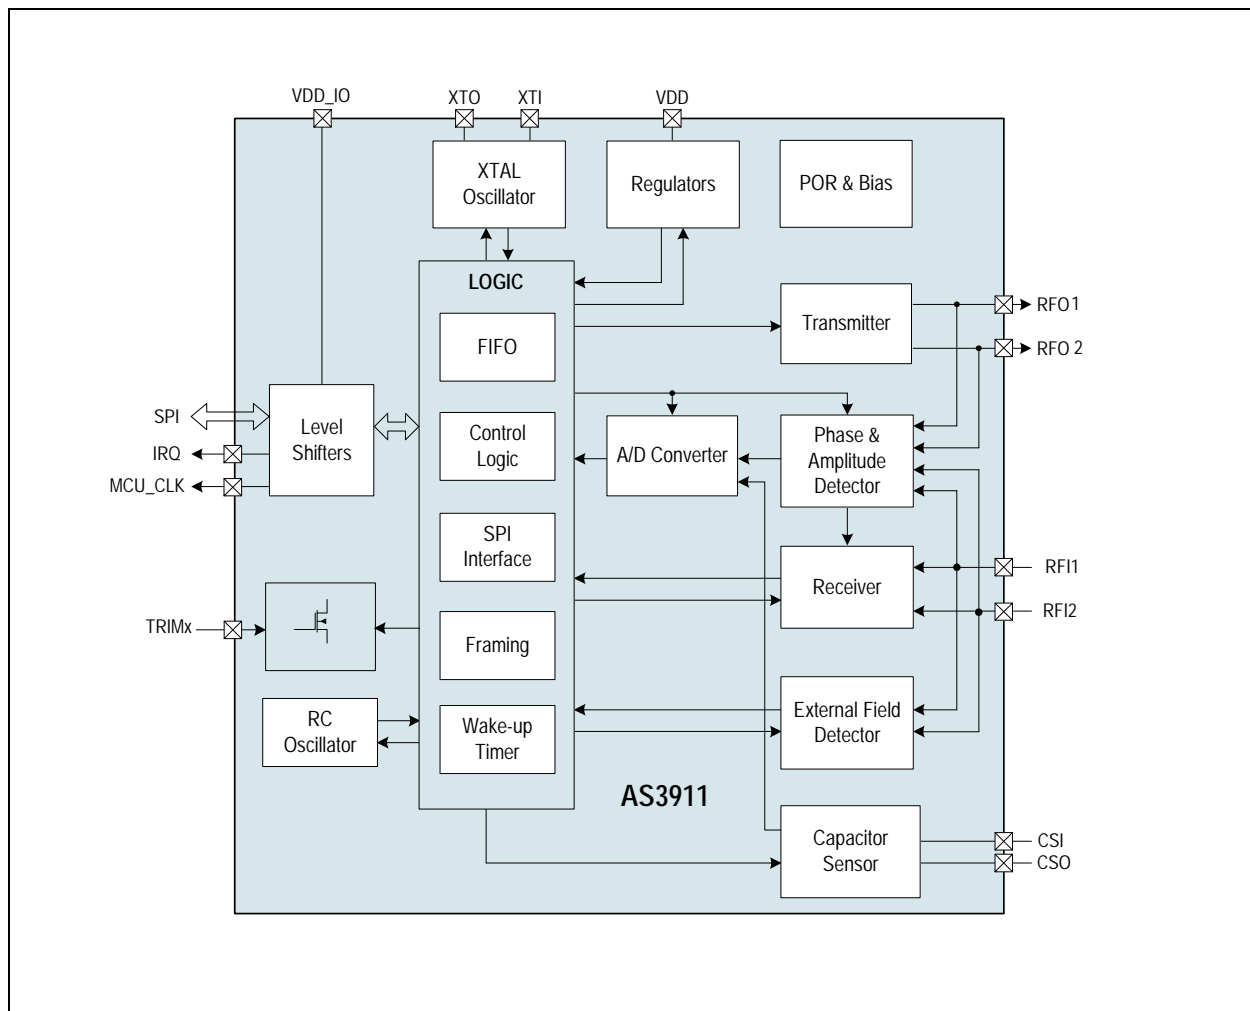 VDD_IO
XTO
XTI
VDD
XTAL
Oscillator
Regulators
POR & Bias
LOGIC
FIFO
Transmitter
RFO1
RFO 2
SPI
IRQ
MCU_CLK
Level
Shifters
Control
Logic
A/D Converter
Phase &
Amplitude
Detector
SPI
Interface
Receiver
RFI1
RFI2
TRIMx
Framing
RC
Oscillator
Wake-up
Timer
External Field
Detector
AS3911
Capacitor
Sensor
CSI
CSO